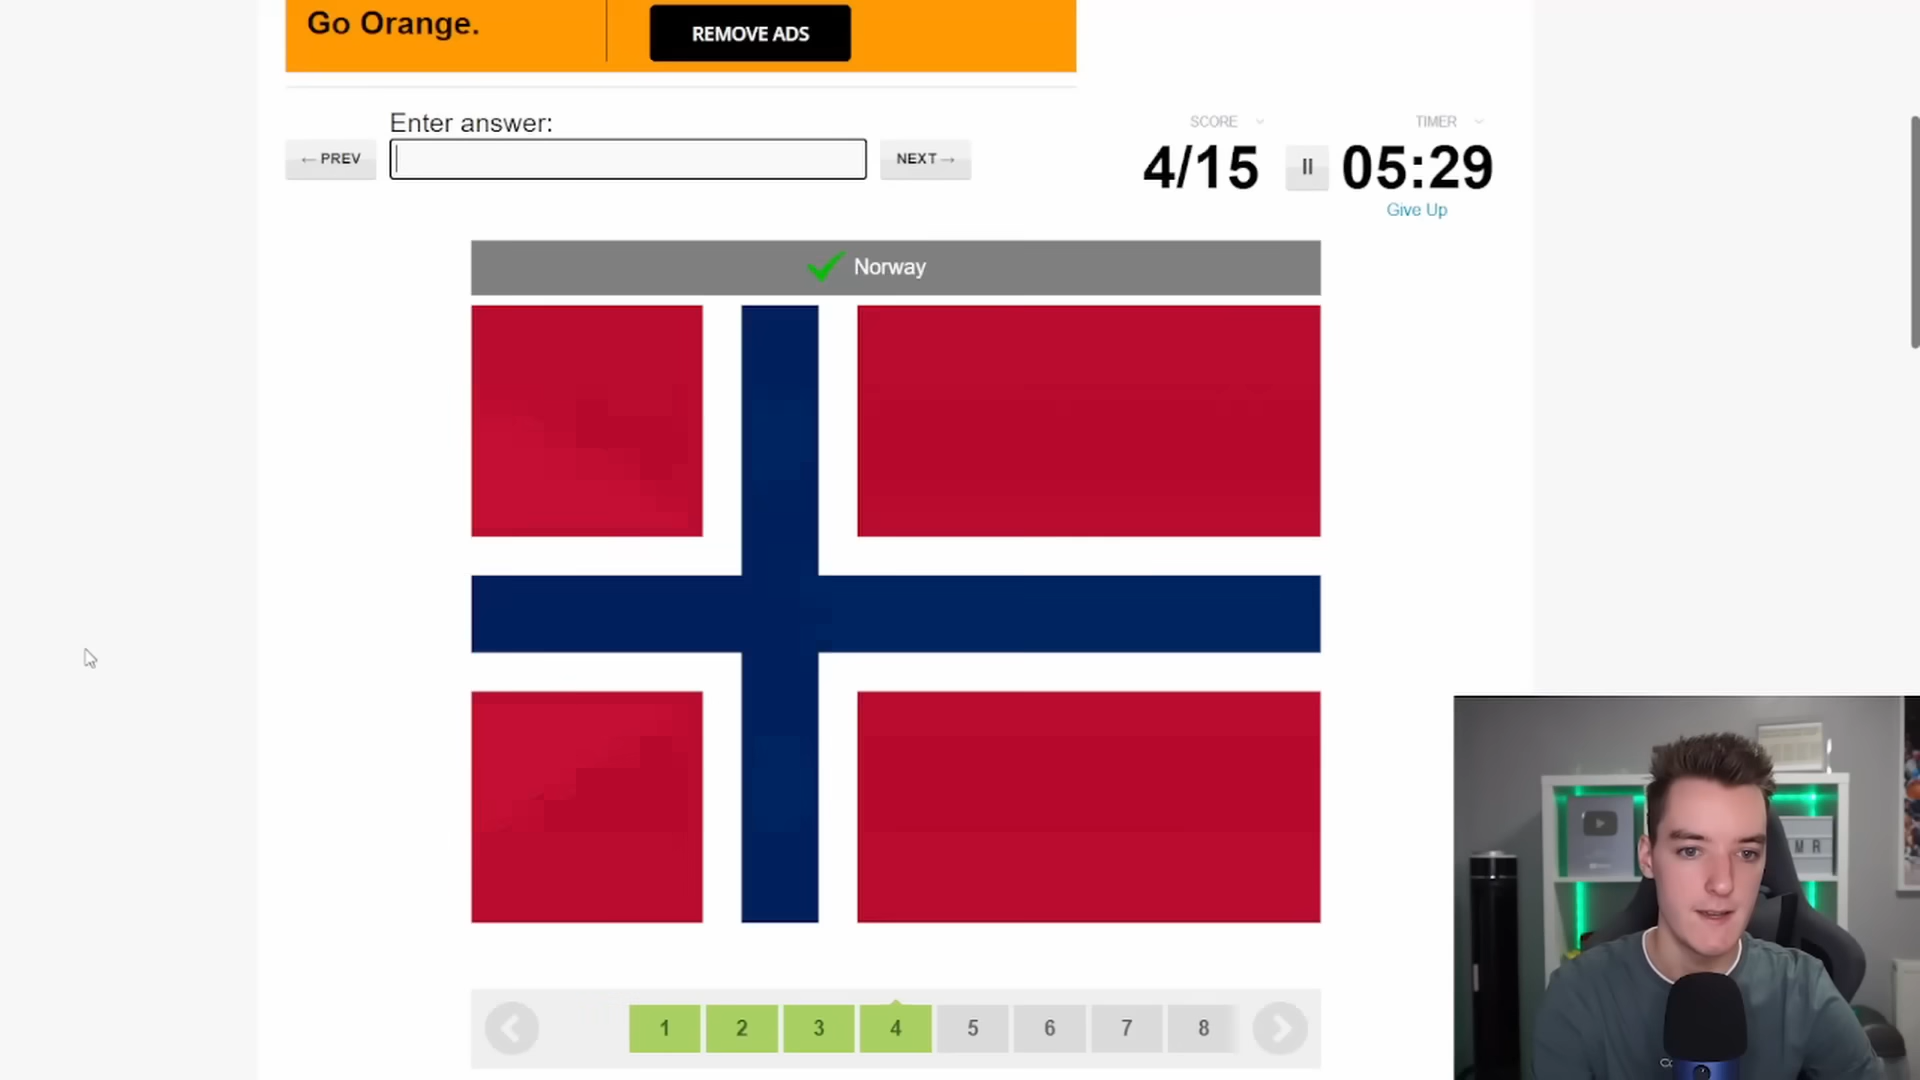 Go Orange.
REMOVE ADS
Enter answer:
← PREV
NEXT →
SCORE
4/15
TIMER
05:29
Give Up
Norway
1 2 3 4 5 6 7 8
M R